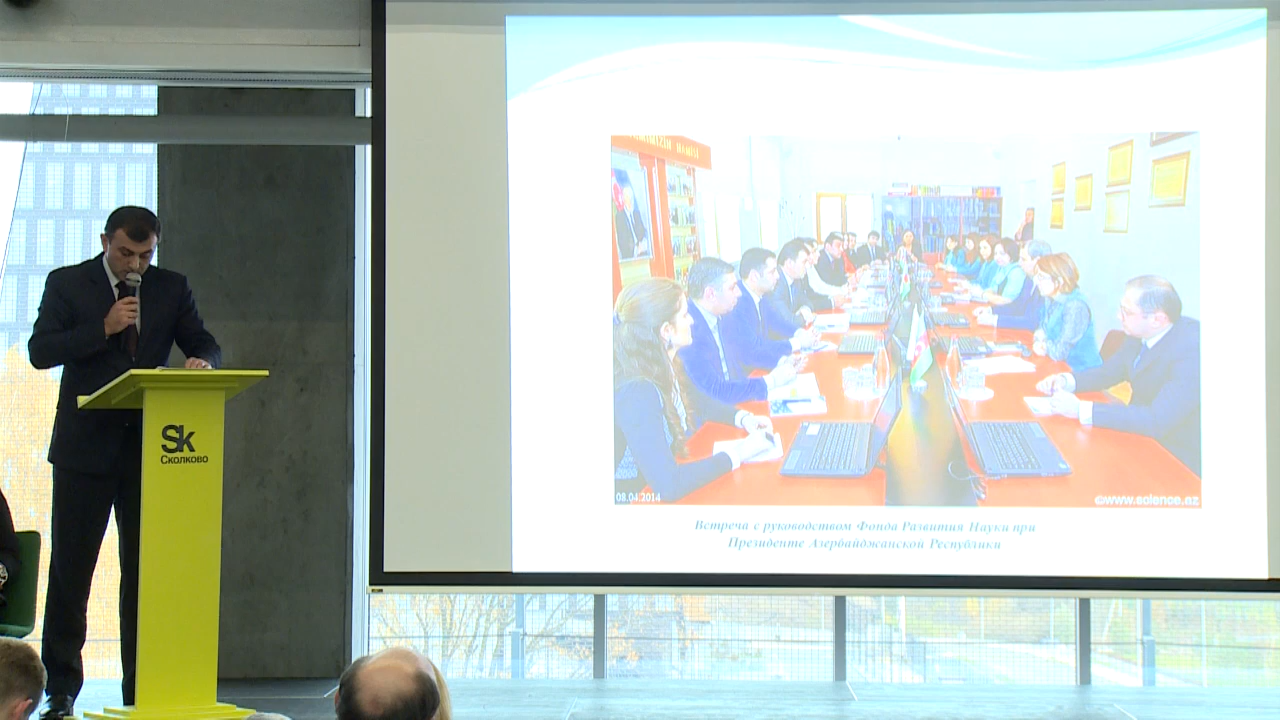 Sk
Сколково
08.04.2014
©www.science.az
Встреча с руководством Фонда Развития Науки при
Президенте Азербайджанской Республики